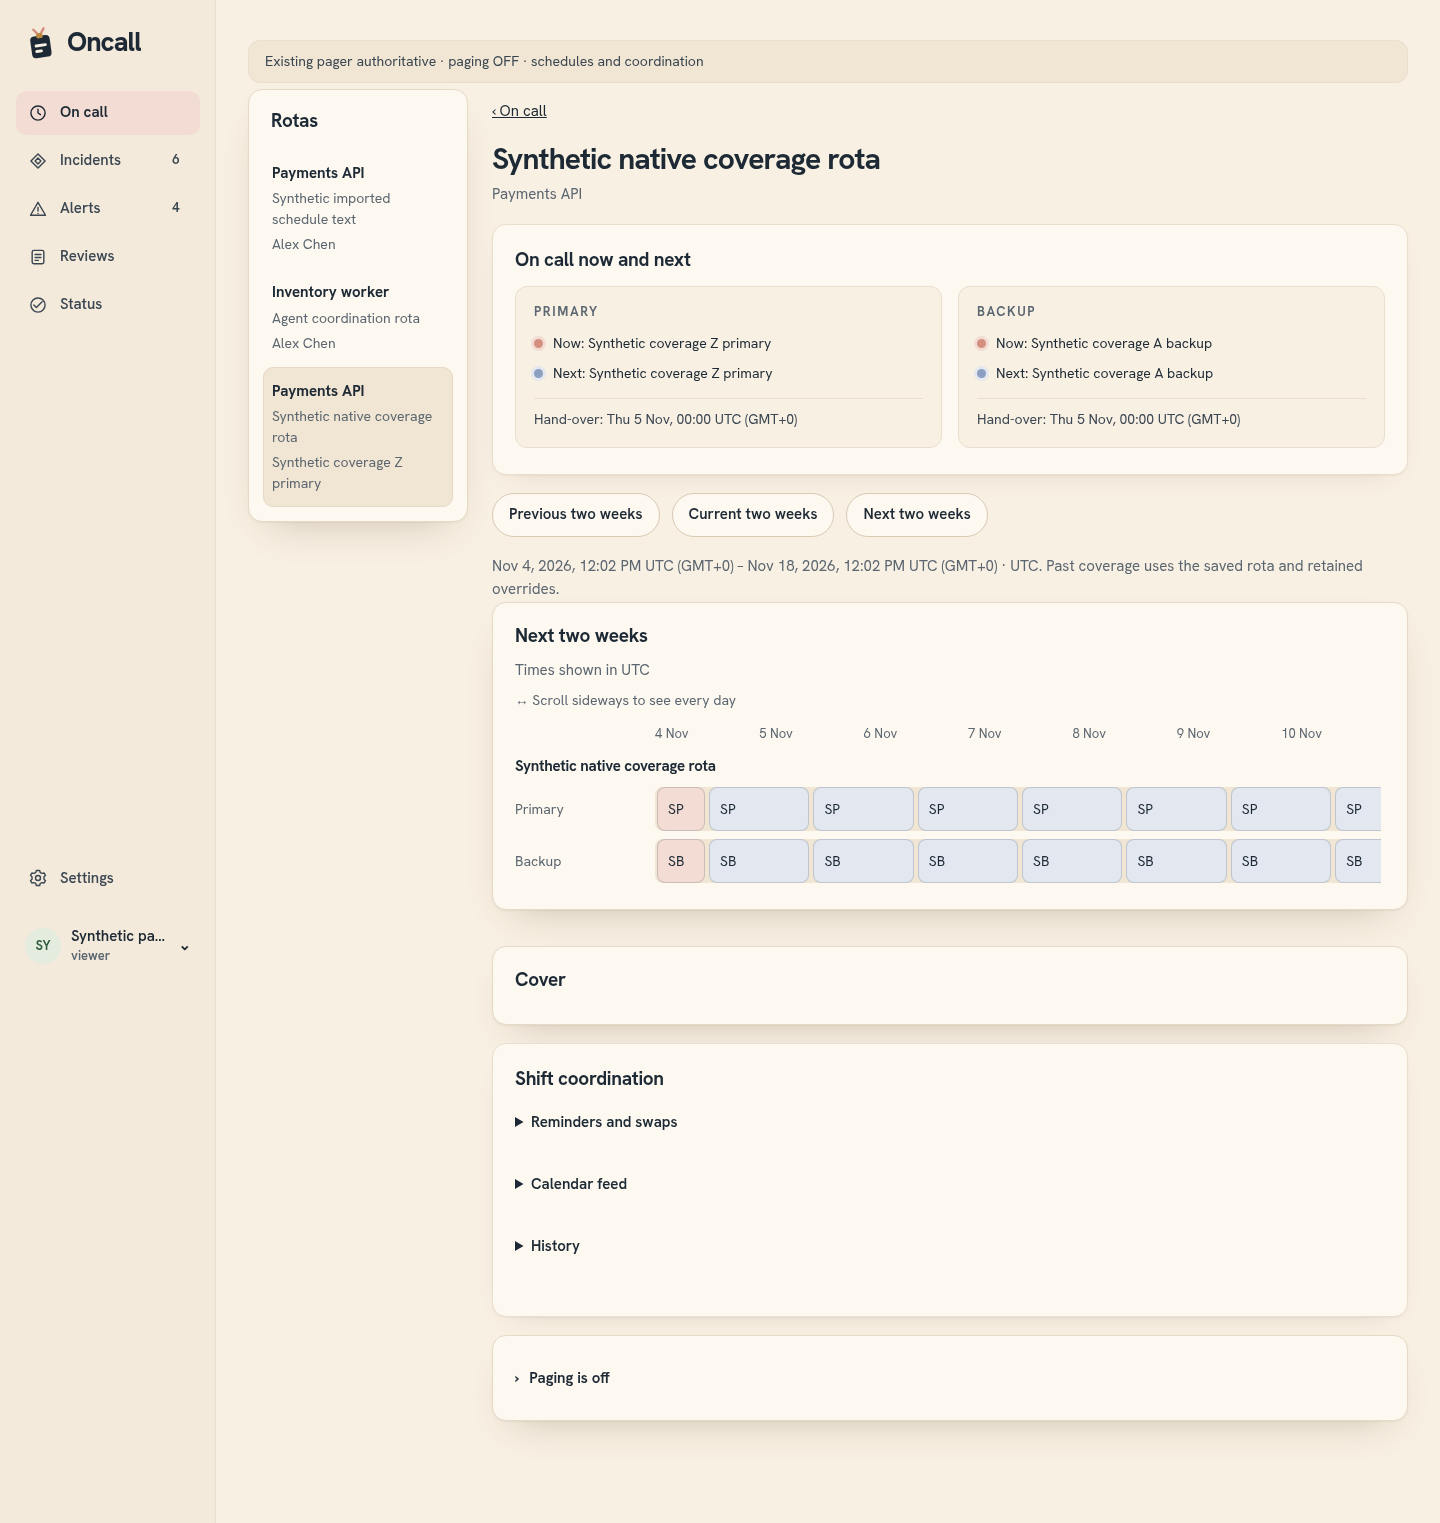 Oncall
On call
Incidents 6
Alerts 4
Reviews
Status
Settings
SY
Synthetic pa...
viewer
Existing pager authoritative · paging OFF · schedules and coordination
Rotas
Payments API
Synthetic imported
schedule text
Alex Chen
Inventory worker
Agent coordination rota
Alex Chen
Payments API
Synthetic native coverage
rota
Synthetic coverage Z
primary
‹ On call
Synthetic native coverage rota
Payments API
On call now and next
PRIMARY
Now: Synthetic coverage Z primary
Next: Synthetic coverage Z primary
Hand-over: Thu 5 Nov, 00:00 UTC (GMT+0)
BACKUP
Now: Synthetic coverage A backup
Next: Synthetic coverage A backup
Hand-over: Thu 5 Nov, 00:00 UTC (GMT+0)
Previous two weeks Current two weeks Next two weeks
Nov 4, 2026, 12:02 PM UTC (GMT+0) – Nov 18, 2026, 12:02 PM UTC (GMT+0) · UTC. Past coverage uses the saved rota and retained
overrides.
Next two weeks
Times shown in UTC
↔ Scroll sideways to see every day
4 Nov 5 Nov 6 Nov 7 Nov 8 Nov 9 Nov 10 Nov
Synthetic native coverage rota
Primary SP SP SP SP SP SP SP SP
Backup SB SB SB SB SB SB SB SB
Cover
Shift coordination
▶ Reminders and swaps
▶ Calendar feed
▶ History
› Paging is off